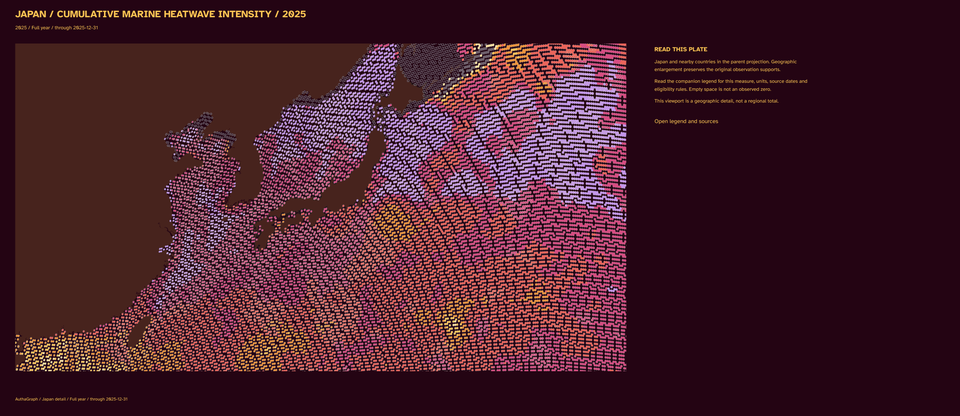 JAPAN / CUMULATIVE MARINE HEATWAVE INTENSITY / 2025
2025 / Full year / through 2025-12-31
READ THIS PLATE
Japan and nearby countries in the parent projection. Geographic
enlargement preserves the original observation supports.
Read the companion legend for this measure, units, source dates and
eligibility rules. Empty space is not an observed zero.
This viewport is a geographic detail, not a regional total.
Open legend and sources
AuthaGraph / Japan detail / Full year / through 2025-12-31